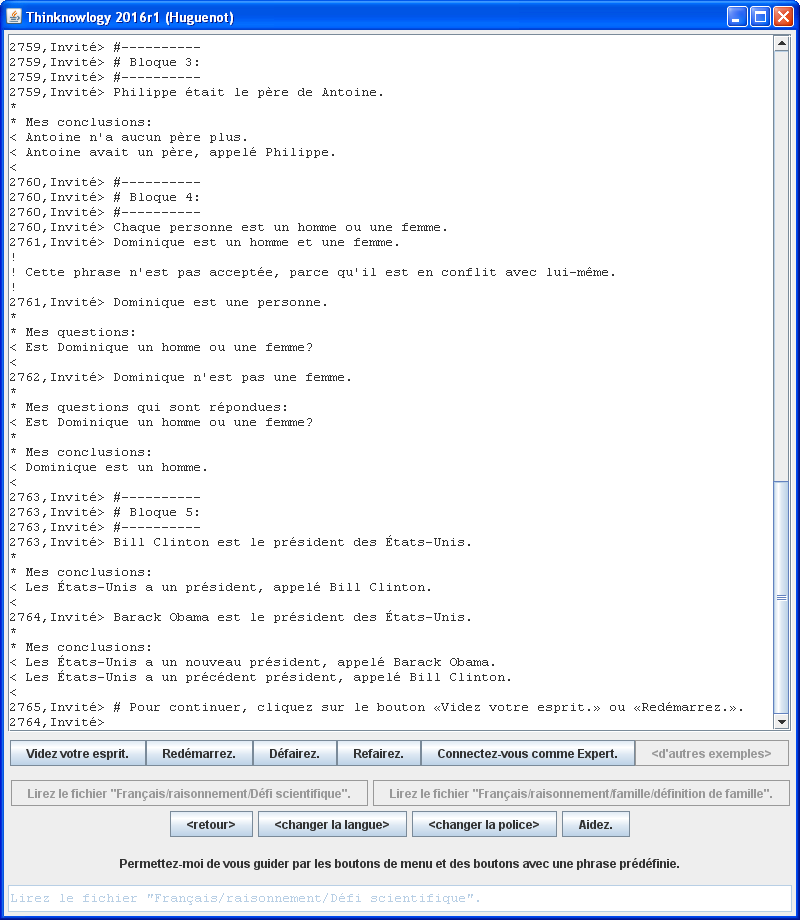 Thinknowlogy 2016r1 (Huguenot)
2759,Invité> #----------
2759,Invité> # Bloque 3:
2759,Invité> #----------
2759,Invité> Philippe était le père de Antoine.
*
* Mes conclusions:
< Antoine n'a aucun père plus.
< Antoine avait un père, appelé Philippe.
<
2760,Invité> #----------
2760,Invité> # Bloque 4:
2760,Invité> #----------
2760,Invité> Chaque personne est un homme ou une femme.
2761,Invité> Dominique est un homme et une femme.
!
! Cette phrase n'est pas acceptée, parce qu'il est en conflit avec lui-même.
!
2761,Invité> Dominique est une personne.
*
* Mes questions:
< Est Dominique un homme ou une femme?
<
2762,Invité> Dominique n'est pas une femme.
*
* Mes questions qui sont répondues:
< Est Dominique un homme ou une femme?
*
* Mes conclusions:
< Dominique est un homme.
<
2763,Invité> #----------
2763,Invité> # Bloque 5:
2763,Invité> #----------
2763,Invité> Bill Clinton est le président des États-Unis.
*
* Mes conclusions:
< Les États-Unis a un président, appelé Bill Clinton.
<
2764,Invité> Barack Obama est le président des États-Unis.
*
* Mes conclusions:
< Les États-Unis a un nouveau président, appelé Barack Obama.
< Les États-Unis a un précédent président, appelé Bill Clinton.
<
2765,Invité> # Pour continuer, cliquez sur le bouton «Videz votre esprit.» ou «Redémarrez.».
2764,Invité>
Videz votre esprit. Redémarrez. Défairez. Refairez. Connectez-vous comme Expert. <d'autres exemples>
Lirez le fichier "Français/raisonnement/Défi scientifique". Lirez le fichier "Français/raisonnement/famille/définition de famille".
<retour> <changer la langue> <changer la police> Aidez.
Permettez-moi de vous guider par les boutons de menu et des boutons avec une phrase prédéfinie.
Lirez le fichier "Français/raisonnement/Défi scientifique".